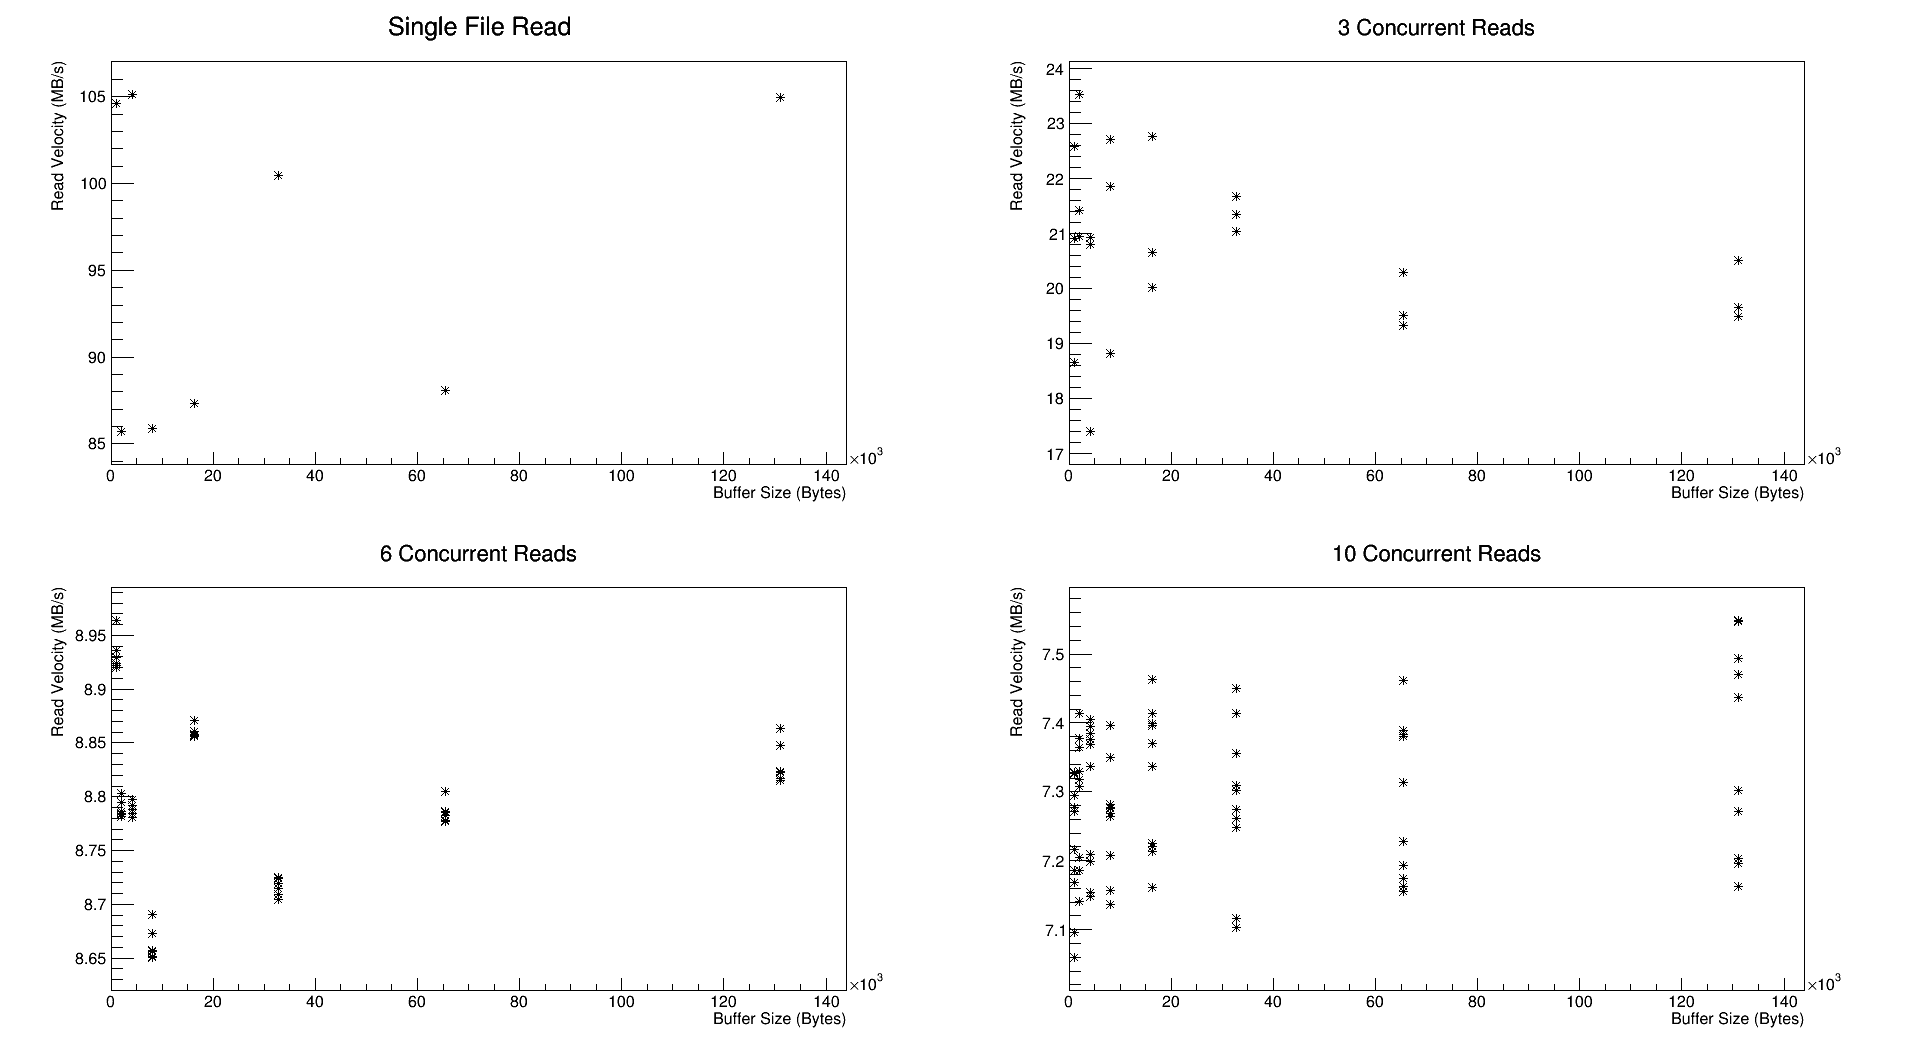 Single File Read
Read Velocity (MB/s)
105
100
95
90
85
0 20 40 60 80 100 120 140
×10³
Buffer Size (Bytes)
3 Concurrent Reads
Read Velocity (MB/s)
24
23
22
21
20
19
18
17
0 20 40 60 80 100 120 140
×10³
Buffer Size (Bytes)
6 Concurrent Reads
Read Velocity (MB/s)
8.95
8.9
8.85
8.8
8.75
8.7
8.65
0 20 40 60 80 100 120 140
×10³
Buffer Size (Bytes)
10 Concurrent Reads
Read Velocity (MB/s)
7.5
7.4
7.3
7.2
7.1
0 20 40 60 80 100 120 140
×10³
Buffer Size (Bytes)